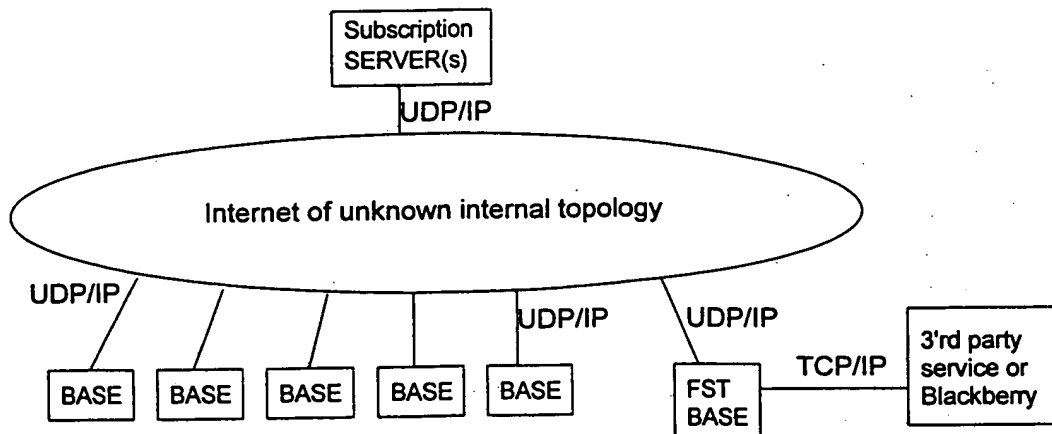 Subscription
SERVER(s)
UDP/IP
Internet of unknown internal topology
UDP/IP
UDP/IP
UDP/IP
BASE
BASE
BASE
BASE
BASE
FST
BASE
TCP/IP
3'rd party
service or
Blackberry